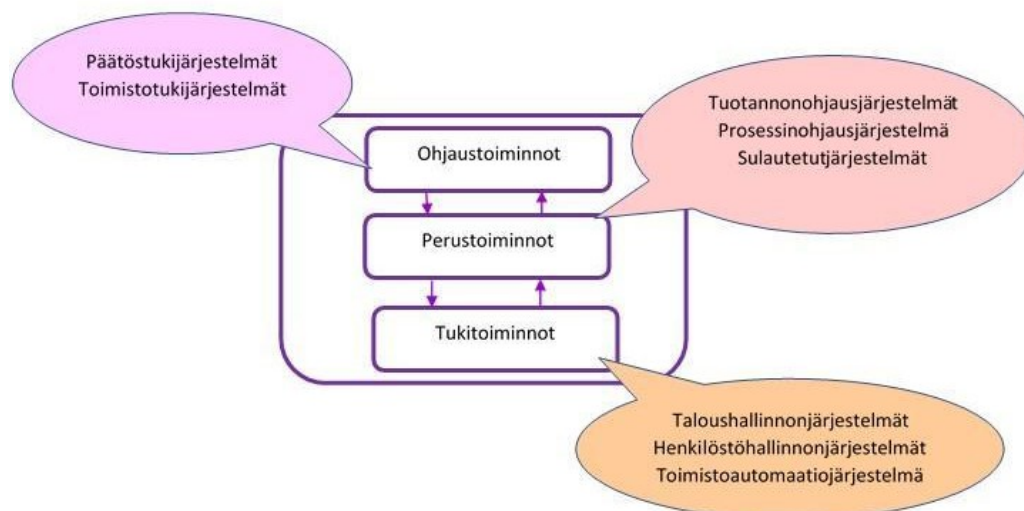 Päätöstukijärjestelmät
Toimistotukijärjestelmät
Tuotannonohjausjärjestelmät
Prosessinohjausjärjestelmä
Sulautetutjärjestelmät
Ohjaustoiminnot
Perustoiminnot
Tukitoiminnot
Taloushallinnonjärjestelmät
Henkilöstöhallinnonjärjestelmät
Toimistoautomaatiojärjestelmä